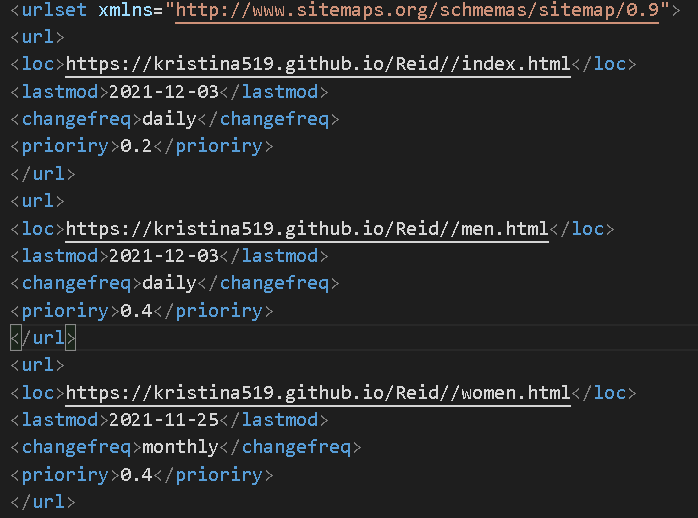 <urlset xmlns="http://www.sitemaps.org/schmemas/sitemap/0.9">
<url>
<loc>https://kristina519.github.io/Reid//index.html</loc>
<lastmod>2021-12-03</lastmod>
<changefreq>daily</changefreq>
<priorirу>0.2</priorirу>
</url>
<url>
<loc>https://kristina519.github.io/Reid//men.html</loc>
<lastmod>2021-12-03</lastmod>
<changefreq>daily</changefreq>
<prioriry>0.4</prioriry>
</url>
<url>
<loc>https://kristina519.github.io/Reid//women.html</loc>
<lastmod>2021-11-25</lastmod>
<changefreq>monthly</changefreq>
<prioriry>0.4</prioriry>
</url>